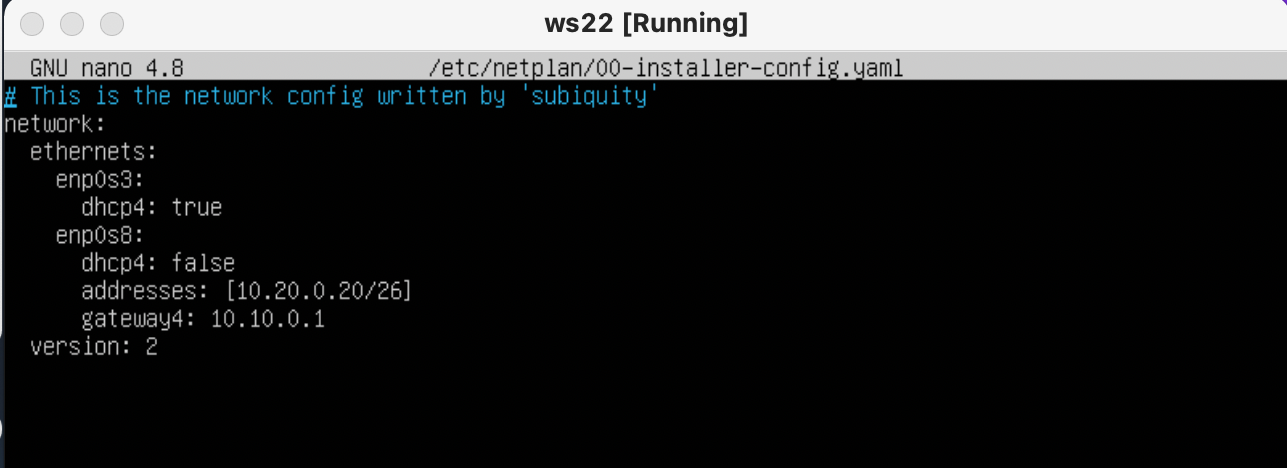 ws22 [Running]
GNU nano 4.8 /etc/netplan/00-installer-config.yaml
# This is the network config written by 'subiquity'
network:
  ethernets:
    enp0s3:
      dhcp4: true
    enp0s8:
      dhcp4: false
      addresses: [10.20.0.20/26]
      gateway4: 10.10.0.1
  version: 2